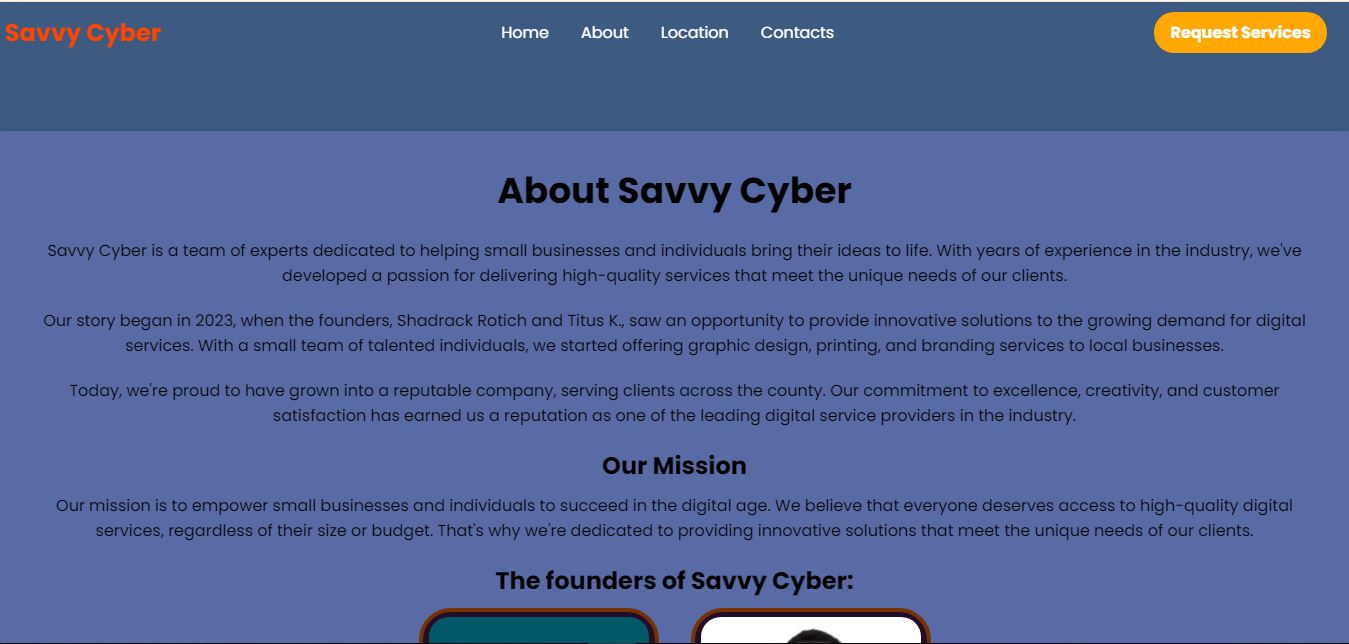 Savvy Cyber
Home About Location Contacts
Request Services
About Savvy Cyber
Savvy Cyber is a team of experts dedicated to helping small businesses and individuals bring their ideas to life. With years of experience in the industry, we've
developed a passion for delivering high-quality services that meet the unique needs of our clients.
Our story began in 2023, when the founders, Shadrack Rotich and Titus K., saw an opportunity to provide innovative solutions to the growing demand for digital
services. With a small team of talented individuals, we started offering graphic design, printing, and branding services to local businesses.
Today, we're proud to have grown into a reputable company, serving clients across the county. Our commitment to excellence, creativity, and customer
satisfaction has earned us a reputation as one of the leading digital service providers in the industry.
Our Mission
Our mission is to empower small businesses and individuals to succeed in the digital age. We believe that everyone deserves access to high-quality digital
services, regardless of their size or budget. That's why we're dedicated to providing innovative solutions that meet the unique needs of our clients.
The founders of Savvy Cyber: